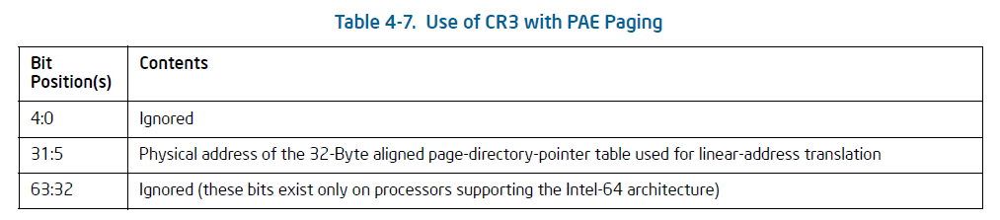 Table 4-7. Use of CR3 with PAE Paging
Bit
Position(s)
Contents
4:0
Ignored
31:5
Physical address of the 32-Byte aligned page-directory-pointer table used for linear-address translation
63:32
Ignored (these bits exist only on processors supporting the Intel-64 architecture)